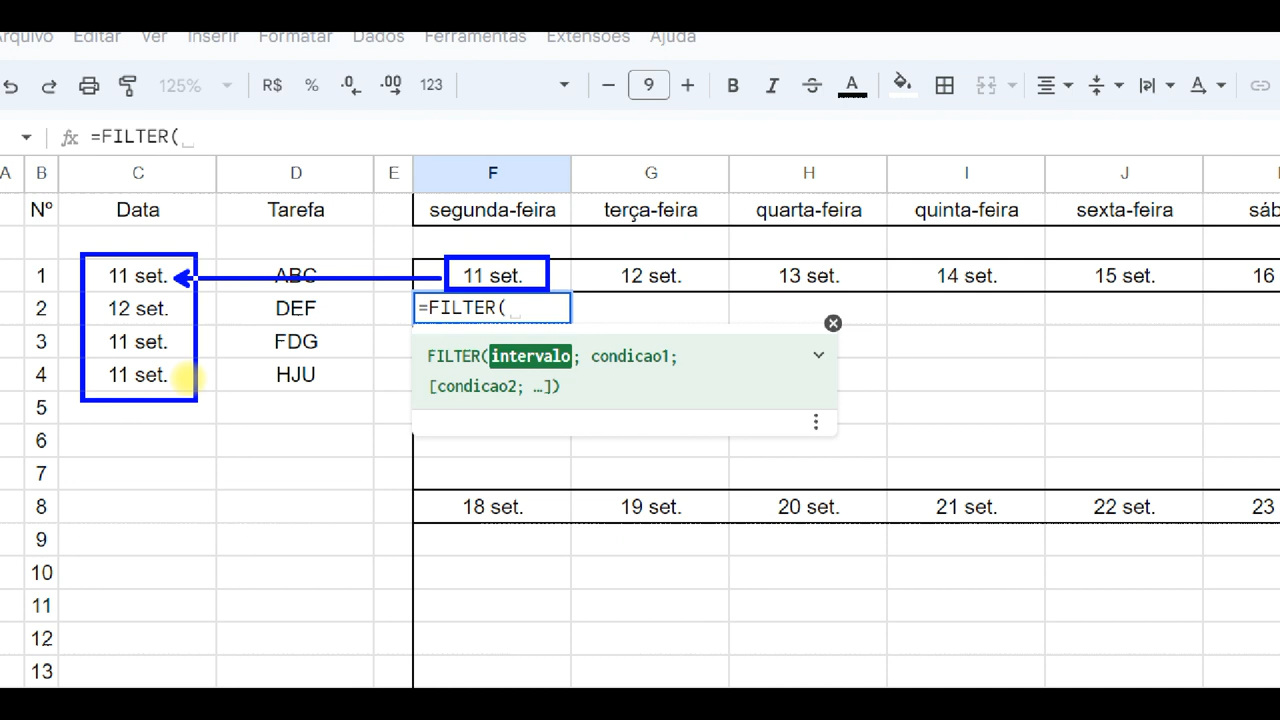 Arquivo Editar Ver Inserir Formatar Dados Ferramentas Extensões Ajuda
125% R$ % .0 .00 123 9 B I A
fx =FILTER(
A B C D E F G H I J
Nº Data Tarefa segunda-feira terça-feira quarta-feira quinta-feira sexta-feira
1 11 set. ABC 11 set. 12 set. 13 set. 14 set. 15 set. 16
2 12 set. DEF =FILTER(
3 11 set. FDG
FILTER(intervalo; condicao1;
[condicao2; …])
4 11 set. HJU
5
6
7
8 18 set. 19 set. 20 set. 21 set. 22 set. 23
9
10
11
12
13